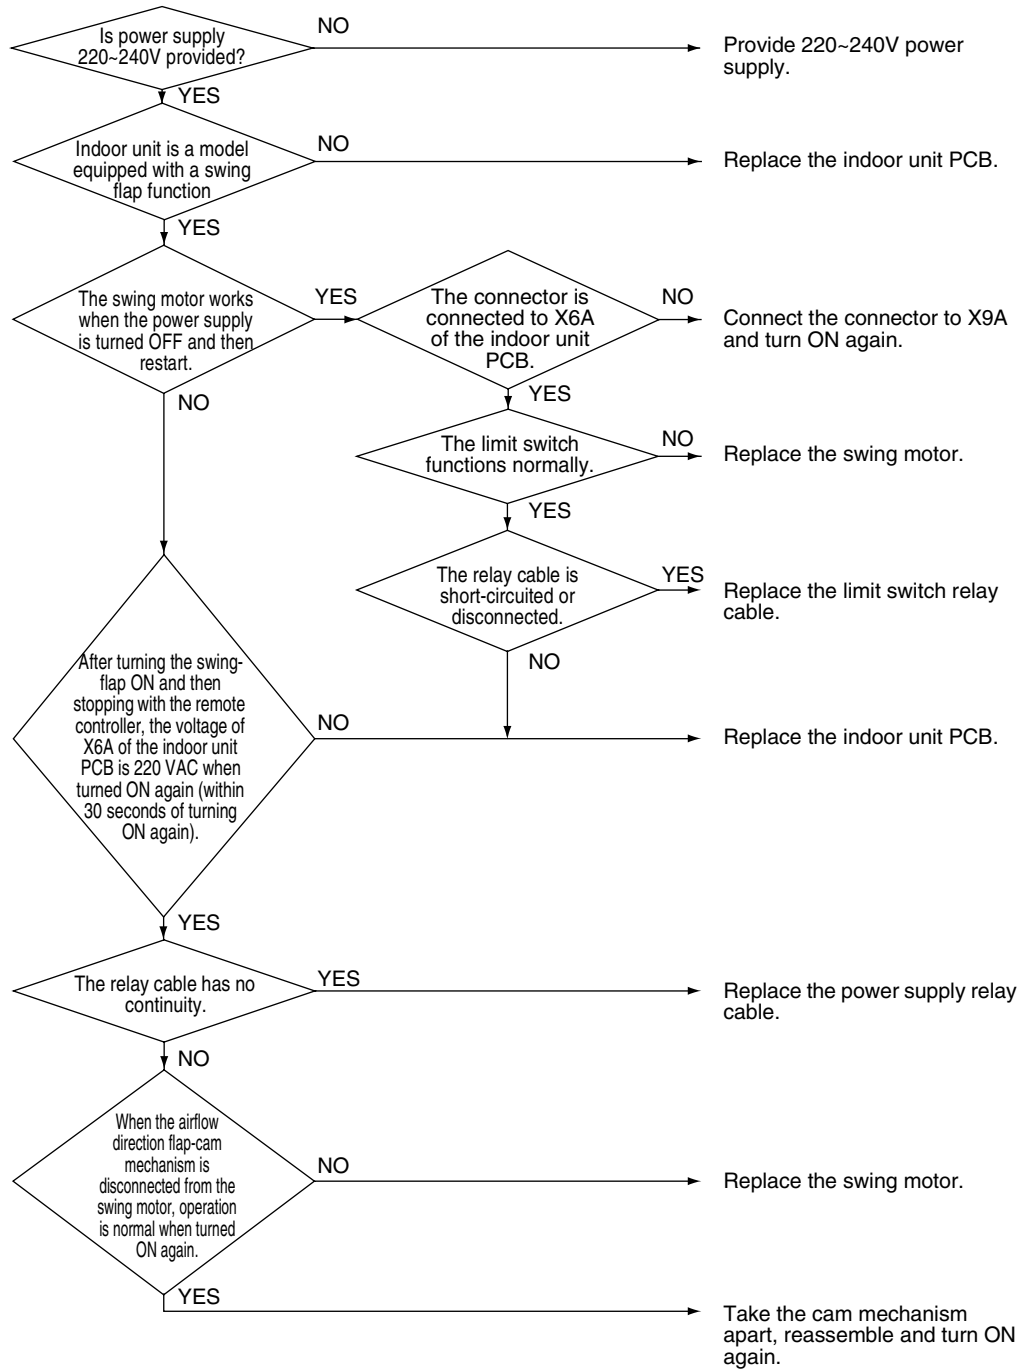 Is power supply
220~240V provided?
NO
Provide 220~240V power
supply.
YES
Indoor unit is a model
equipped with a swing
flap function
NO
Replace the indoor unit PCB.
YES
The swing motor works
when the power supply
is turned OFF and then
restart.
YES
The connector is
connected to X6A
of the indoor unit
PCB.
NO
Connect the connector to X9A
and turn ON again.
NO
YES
The limit switch
functions normally.
NO
Replace the swing motor.
YES
The relay cable is
short-circuited or
disconnected.
YES
Replace the limit switch relay
cable.
NO
After turning the swing-
flap ON and then
stopping with the remote
controller, the voltage of
X6A of the indoor unit
PCB is 220 VAC when
turned ON again (within
30 seconds of turning
ON again).
NO
Replace the indoor unit PCB.
YES
The relay cable has no
continuity.
YES
Replace the power supply relay
cable.
NO
When the airflow
direction flap-cam
mechanism is
disconnected from the
swing motor, operation
is normal when turned
ON again.
NO
Replace the swing motor.
YES
Take the cam mechanism
apart, reassemble and turn ON
again.